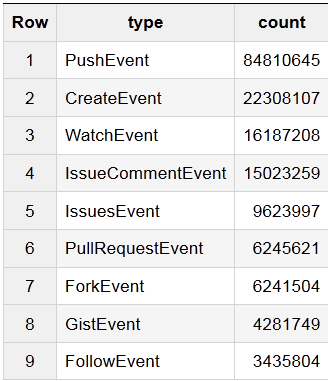 Row type count
1 PushEvent 84810645
2 CreateEvent 22308107
3 WatchEvent 16187208
4 IssueCommentEvent 15023259
5 IssuesEvent 9623997
6 PullRequestEvent 6245621
7 ForkEvent 6241504
8 GistEvent 4281749
9 FollowEvent 3435804